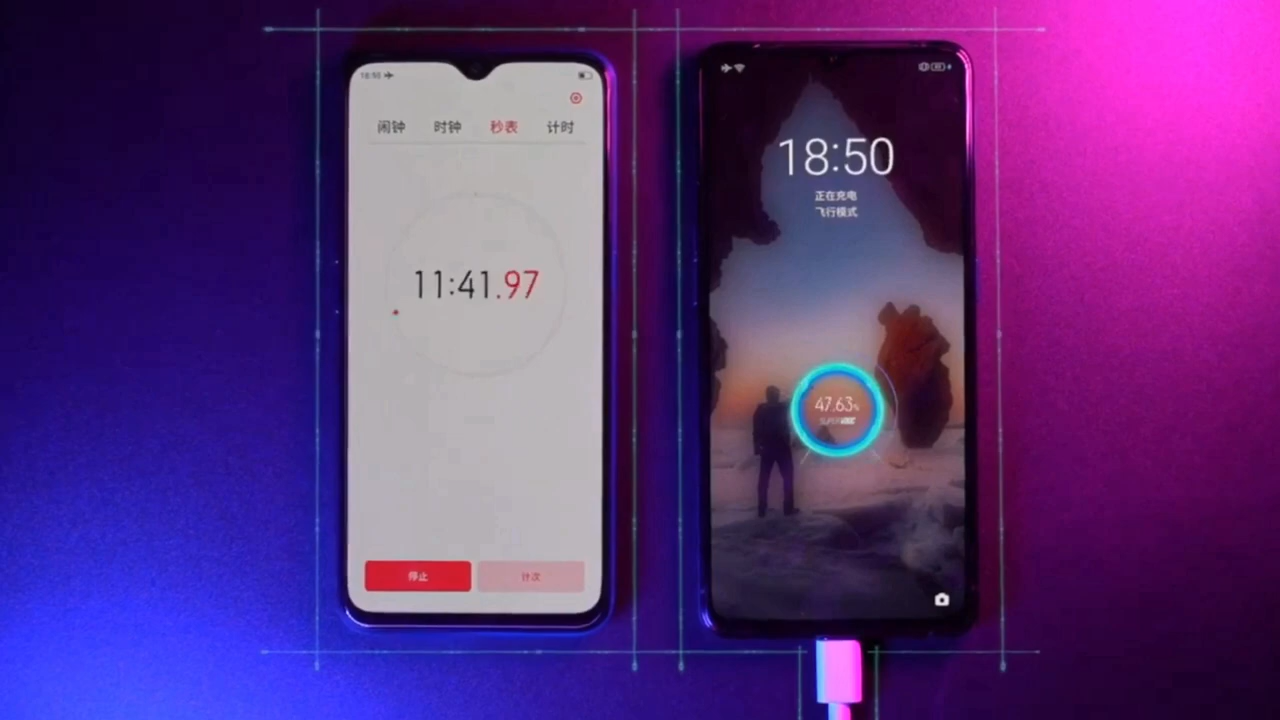 18:50
闹钟 时钟 秒表 计时
11:41.97
停止 计次
18:50
正在充电
飞行模式
47.63%
SUPERVOOC